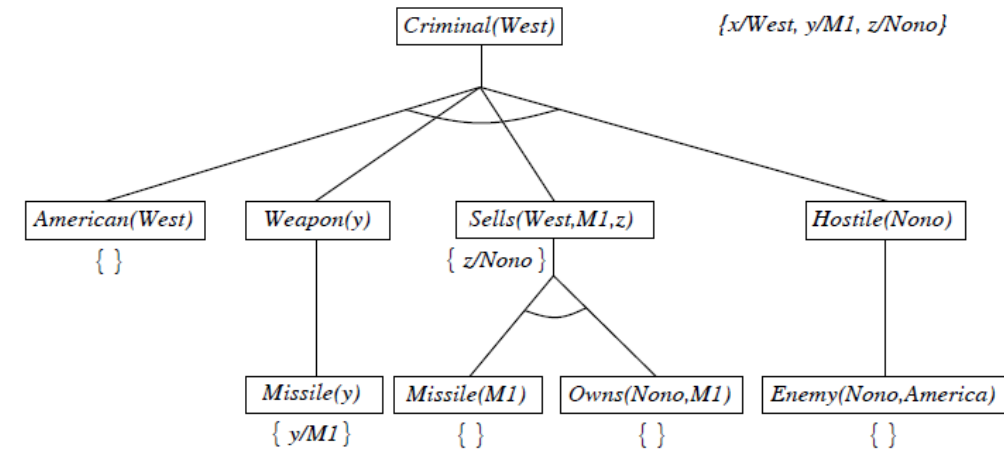 Criminal(West)
{x/West, y/M1, z/Nono}
American(West)
Weapon(y)
Sells(West,M1,z)
Hostile(Nono)
{ }
{ z/Nono }
Missile(y)
Missile(M1)
Owns(Nono,M1)
Enemy(Nono,America)
{ y/M1 }
{ }
{ }
{ }